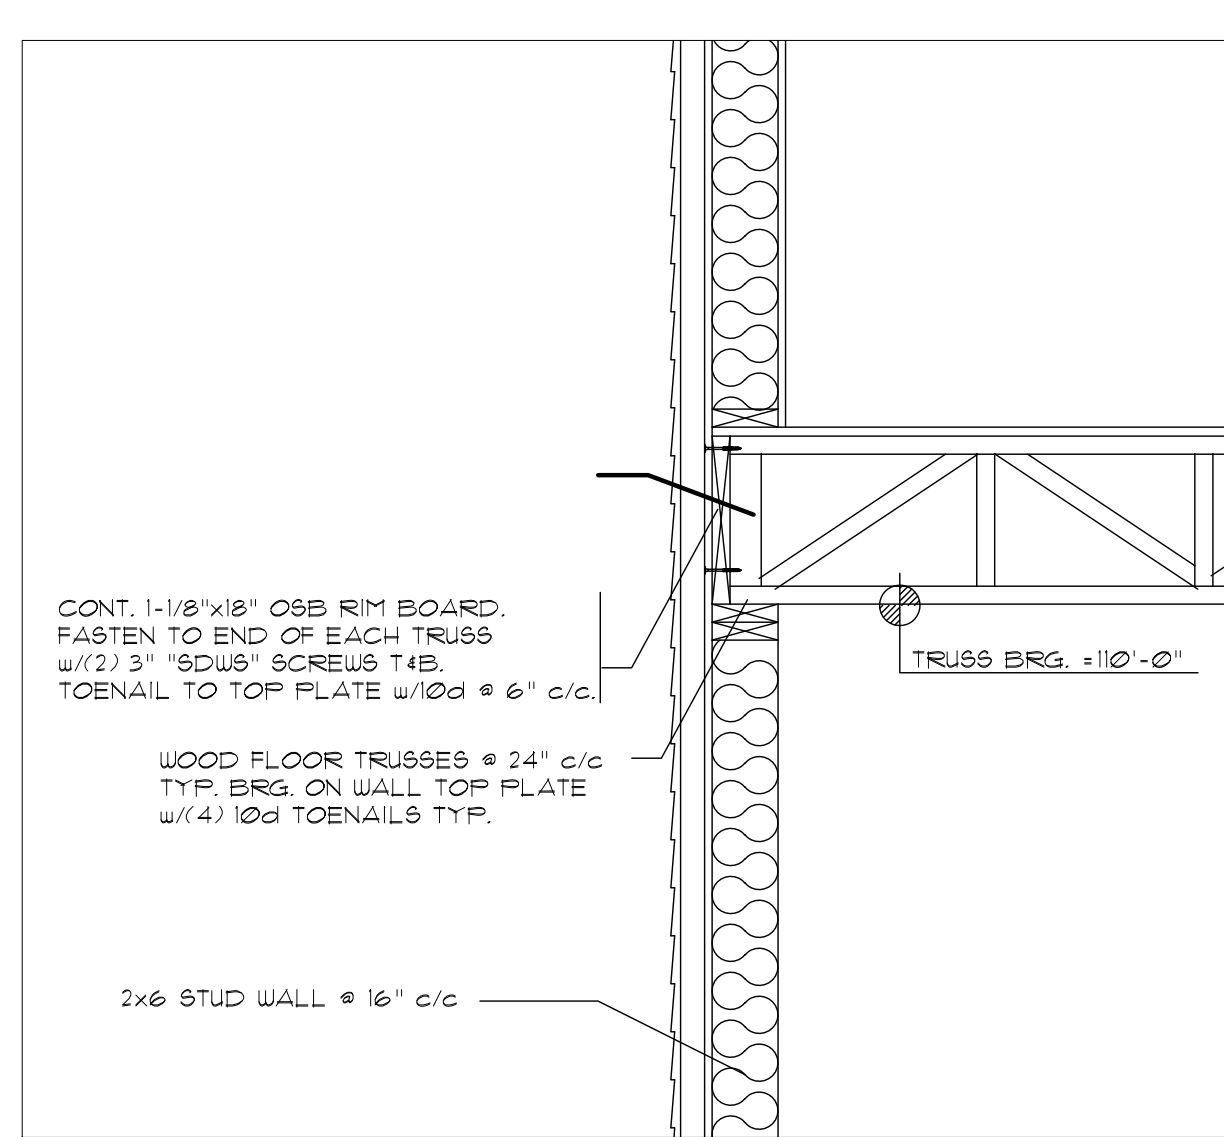 CONT. 1-1/8"x18" OSB RIM BOARD.
FASTEN TO END OF EACH TRUSS
w/(2) 3" "SDWS" SCREWS T&B.
TOENAIL TO TOP PLATE w/10d @ 6" c/c.
TRUSS BRG. =110'-0"
WOOD FLOOR TRUSSES @ 24" c/c
TYP. BRG. ON WALL TOP PLATE
w/(4) 10d TOENAILS TYP.
2x6 STUD WALL @ 16" c/c